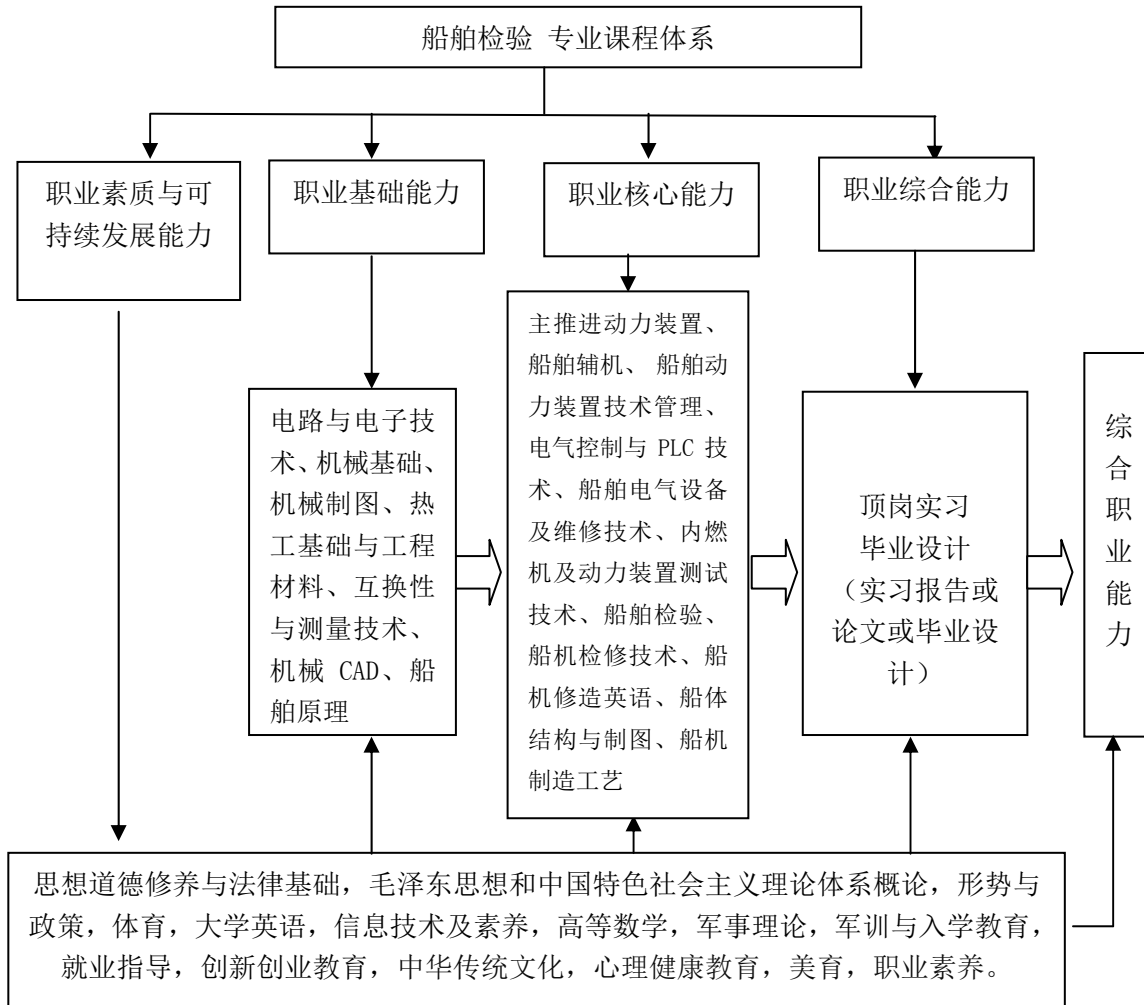 船舶检验 专业课程体系
职业素质与可
持续发展能力
职业基础能力
职业核心能力
职业综合能力
电路与电子技
术、机械基础、
机械制图、热
工基础与工程
材料、互换性
与测量技术、
机械 CAD、船
舶原理
主推进动力装置、
船舶辅机、 船舶动
力装置技术管理、
电气控制与 PLC 技
术、船舶电气设备
及维修技术、内燃
机及动力装置测试
技术、船舶检验、
船机检修技术、船
机修造英语、船体
结构与制图、船机
制造工艺
顶岗实习
毕业设计
（实习报告或
论文或毕业设
计）
综
合
职
业
能
力
思想道德修养与法律基础，毛泽东思想和中国特色社会主义理论体系概论，形势与
政策，体育，大学英语，信息技术及素养，高等数学，军事理论，军训与入学教育，
就业指导，创新创业教育，中华传统文化，心理健康教育，美育，职业素养。